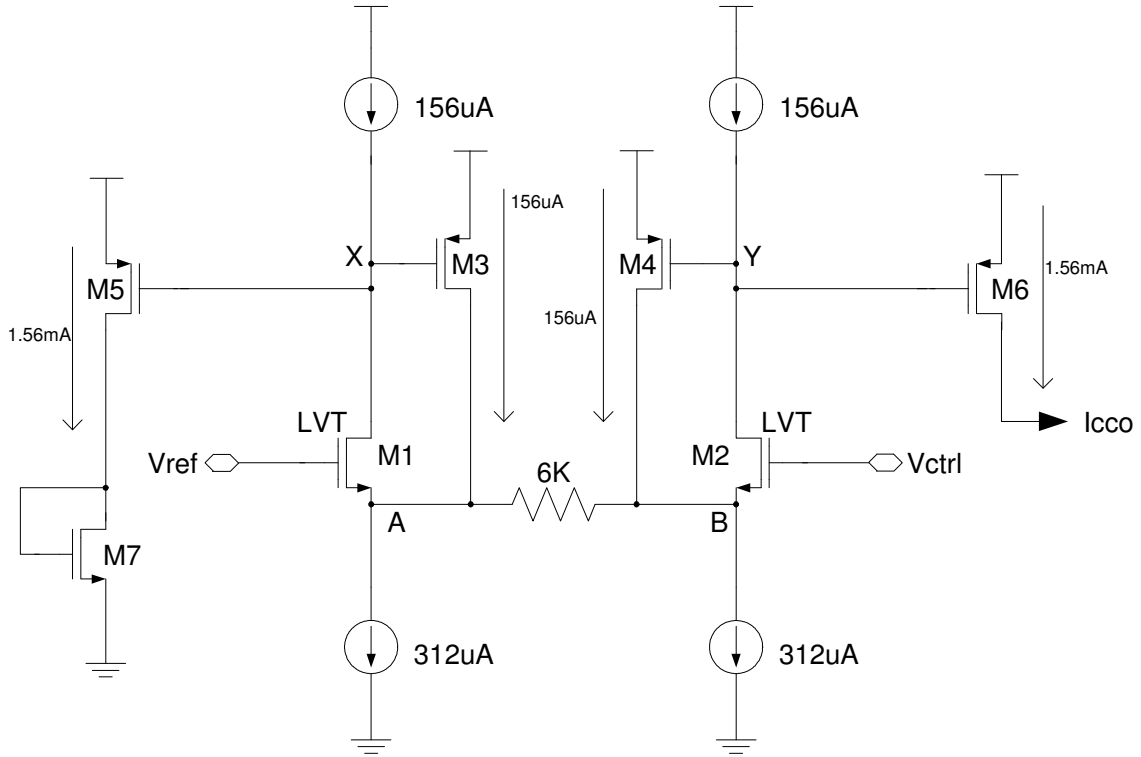 156uA
156uA
156uA
X
M3
M4
Y
M5
M6
1.56mA
156uA
1.56mA
LVT
LVT
Icco
Vref
M1
M2
Vctrl
6K
A
B
M7
312uA
312uA